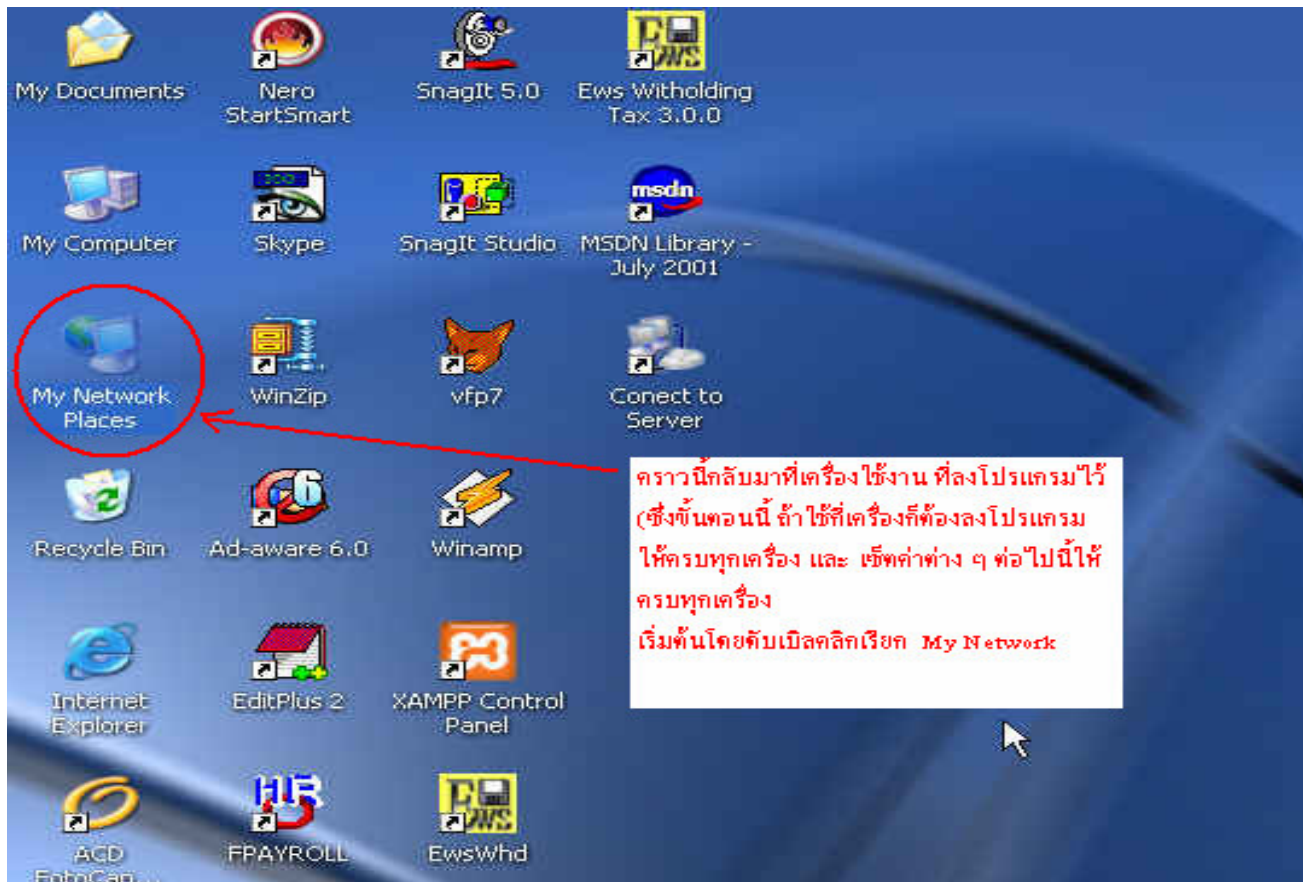 My Documents
Nero
StartSmart
SnagIt 5.0
Ews Witholding
Tax 3.0.0
My Computer
Skype
SnagIt Studio
msdn
MSDN Library -
July 2001
My Network
Places
WinZip
vfp7
Conect to
Server
คราวนี้กลับมาที่เครื่องใช้งาน ที่ลงโปรแกรมไว้
(ซึ่งขั้นตอนนี้ ถ้าใช้กี่เครื่องก็ต้องลงโปรแกรม
ให้ครบทุกเครื่อง และ เซ็ตค่าต่าง ๆ ต่อไปนี้ให้
ครบทุกเครื่อง
เริ่มต้นโดยดับเบิลคลิกเรียก My Network
Recycle Bin
Ad-aware 6.0
Winamp
Internet
Explorer
EditPlus 2
XAMPP Control
Panel
ACD
FotoCan...
FPAYROLL
EwsWhd